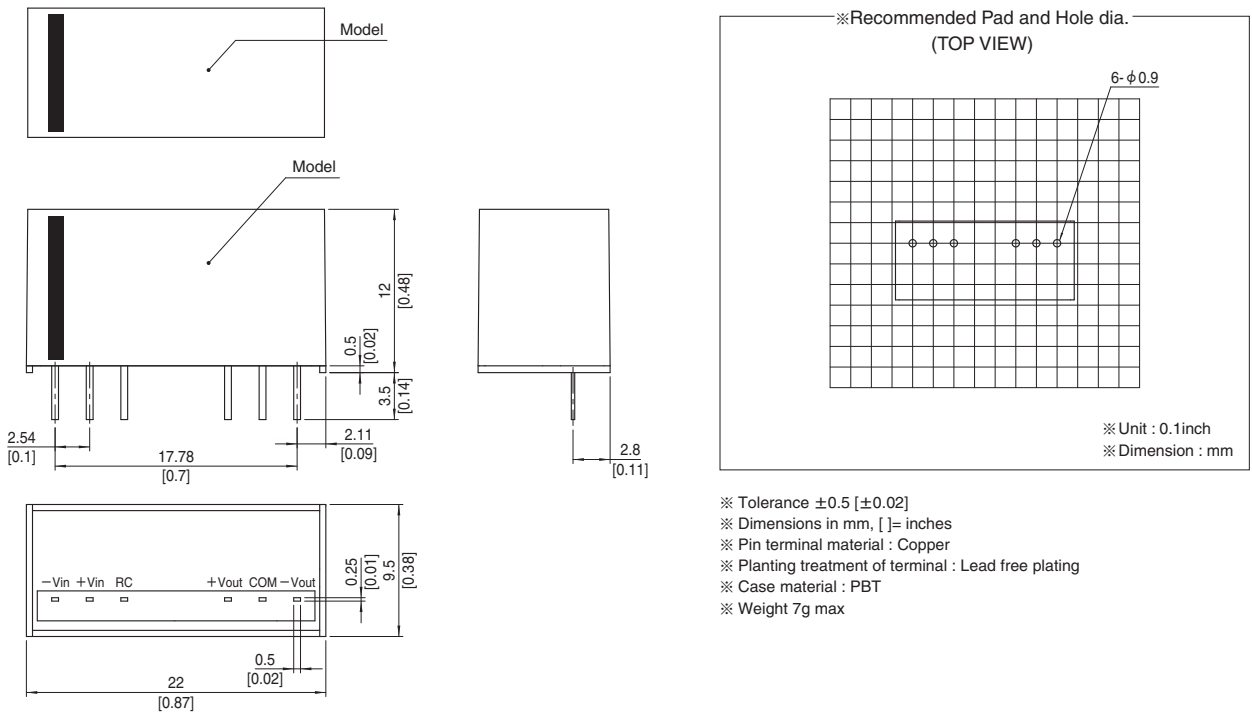 Model
Model
12
[0.48]
0.5
[0.02]
3.5
[0.14]
2.54
[0.1]
17.78
[0.7]
2.11
[0.09]
2.8
[0.11]
−Vin +Vin RC +Vout COM −Vout
0.25
[0.01]
9.5
[0.38]
0.5
[0.02]
22
[0.87]
※Recommended Pad and Hole dia.
(TOP VIEW)
6-φ0.9
※Unit : 0.1inch
※Dimension : mm
※ Tolerance ±0.5 [±0.02]
※ Dimensions in mm, [ ]= inches
※ Pin terminal material : Copper
※ Planting treatment of terminal : Lead free plating
※ Case material : PBT
※ Weight 7g max